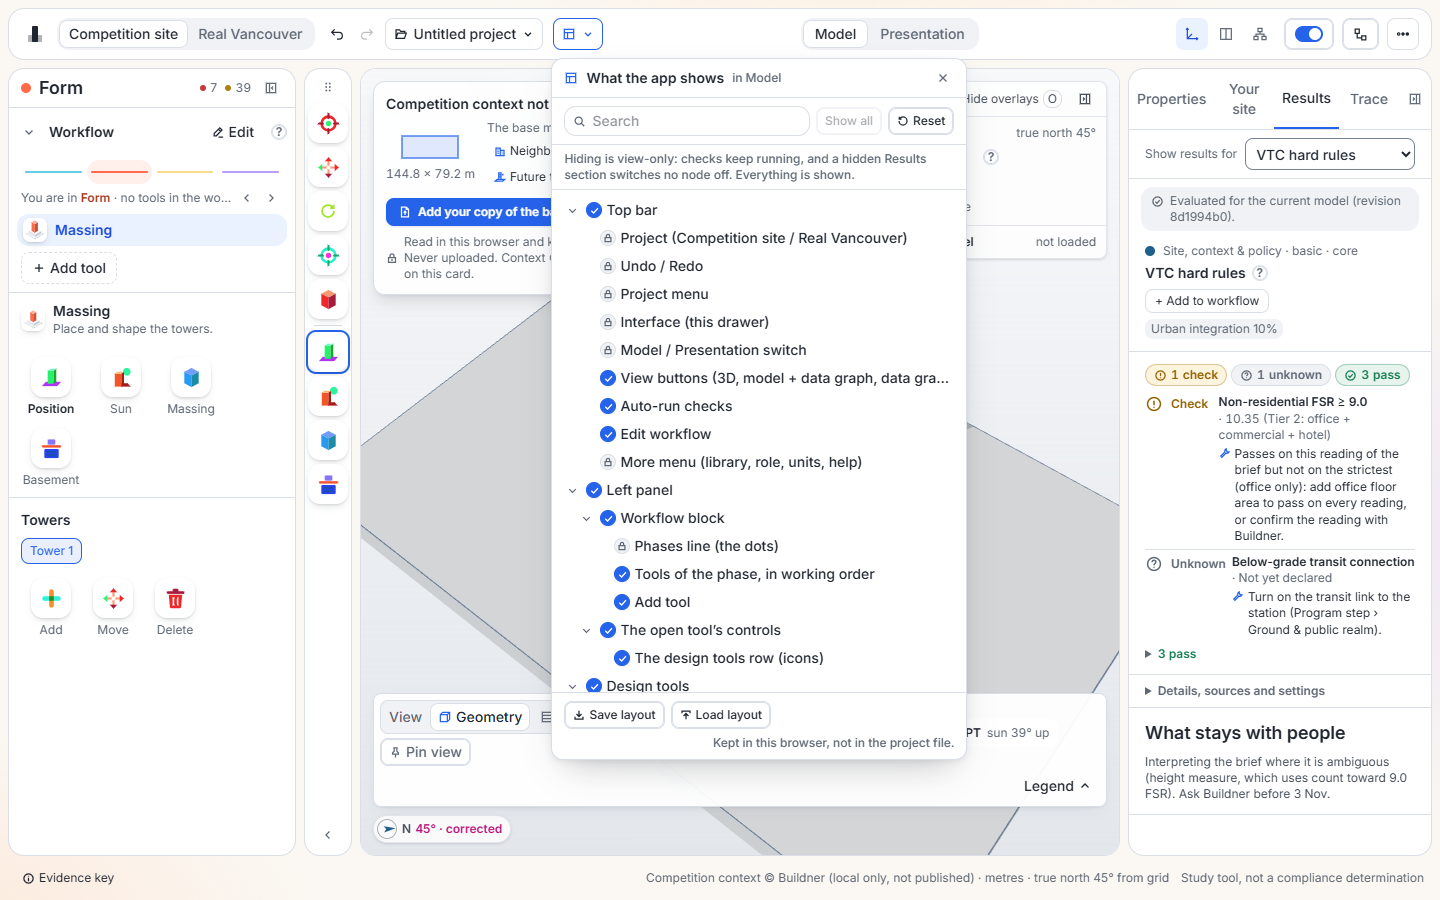 Competition site
Real Vancouver
Untitled project
Model
Presentation
Form
7
39
Workflow
Edit
?
You are in Form · no tools in the wo...
Massing
+ Add tool
Massing
Place and shape the towers.
Position
Sun
Massing
Basement
Towers
Tower 1
Add
Move
Delete
Competition context not
The base m
144.8 × 79.2 m
Neighb
Future
Add your copy of the ba
Read in this browser and k
Never uploaded. Context
on this card.
What the app shows in Model
Search
Show all
Reset
Hiding is view-only: checks keep running, and a hidden Results
section switches no node off. Everything is shown.
Top bar
Project (Competition site / Real Vancouver)
Undo / Redo
Project menu
Interface (this drawer)
Model / Presentation switch
View buttons (3D, model + data graph, data gra...
Auto-run checks
Edit workflow
More menu (library, role, units, help)
Left panel
Workflow block
Phases line (the dots)
Tools of the phase, in working order
Add tool
The open tool's controls
The design tools row (icons)
Design tools
Save layout
Load layout
Kept in this browser, not in the project file.
Hide overlays O
true north 45°
?
e
el
not loaded
View
Geometry
Pin view
PT sun 39° up
Legend
N 45° · corrected
Properties
Your
site
Results
Trace
Show results for
VTC hard rules
Evaluated for the current model (revision
8d1994b0).
Site, context & policy · basic · core
VTC hard rules ?
+ Add to workflow
Urban integration 10%
1 check
1 unknown
3 pass
Check
Non-residential FSR ≥ 9.0
· 10.35 (Tier 2: office +
commercial + hotel)
Passes on this reading of the
brief but not on the strictest
(office only): add office floor
area to pass on every reading,
or confirm the reading with
Buildner.
Unknown
Below-grade transit connection
· Not yet declared
Turn on the transit link to the
station (Program step ›
Ground & public realm).
3 pass
Details, sources and settings
What stays with people
Interpreting the brief where it is ambiguous
(height measure, which uses count toward 9.0
FSR). Ask Buildner before 3 Nov.
Evidence key
Competition context © Buildner (local only, not published) · metres · true north 45° from grid
Study tool, not a compliance determination